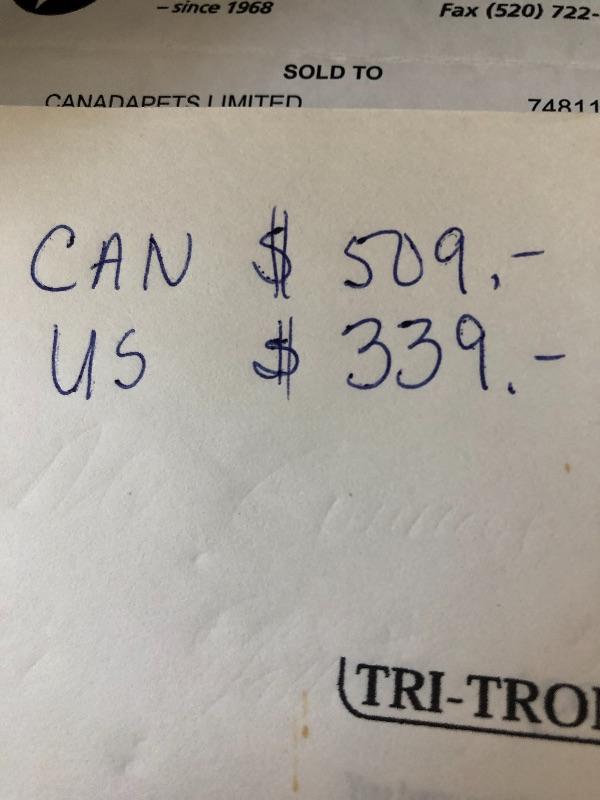 – since 1968
Fax (520) 722-
SOLD TO
CANADAPETS LIMITED
74811
CAN $ 509.-
US $ 339.-
TRI-TRO